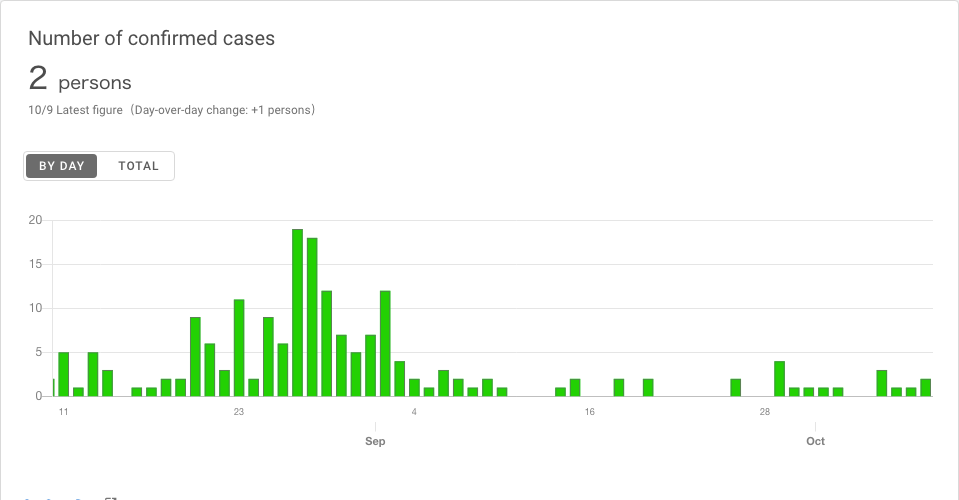 Number of confirmed cases
2 persons
10/9 Latest figure（Day-over-day change: +1 persons）
BY DAY TOTAL
20
15
10
5
0
11 23 4 16 28
Sep Oct